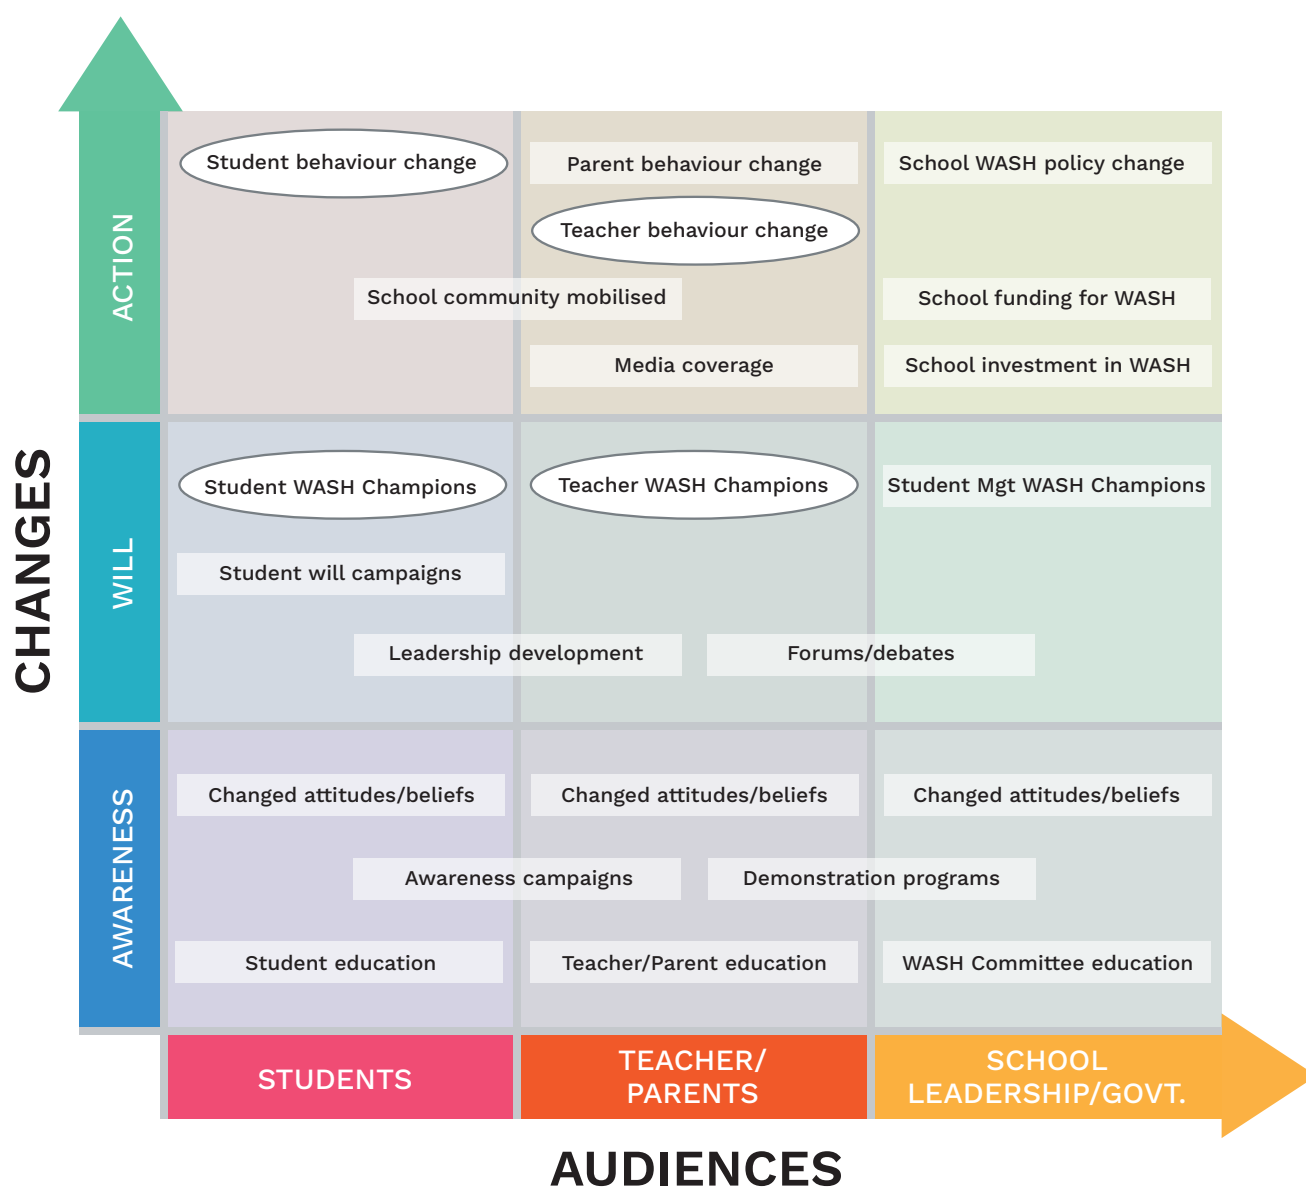 CHANGES
ACTION
Student behaviour change
Parent behaviour change
School WASH policy change
Teacher behaviour change
School community mobilised
School funding for WASH
Media coverage
School investment in WASH
WILL
Student WASH Champions
Teacher WASH Champions
Student Mgt WASH Champions
Student will campaigns
Leadership development
Forums/debates
AWARENESS
Changed attitudes/beliefs
Changed attitudes/beliefs
Changed attitudes/beliefs
Awareness campaigns
Demonstration programs
Student education
Teacher/Parent education
WASH Committee education
STUDENTS
TEACHER/
PARENTS
SCHOOL
LEADERSHIP/GOVT.
AUDIENCES